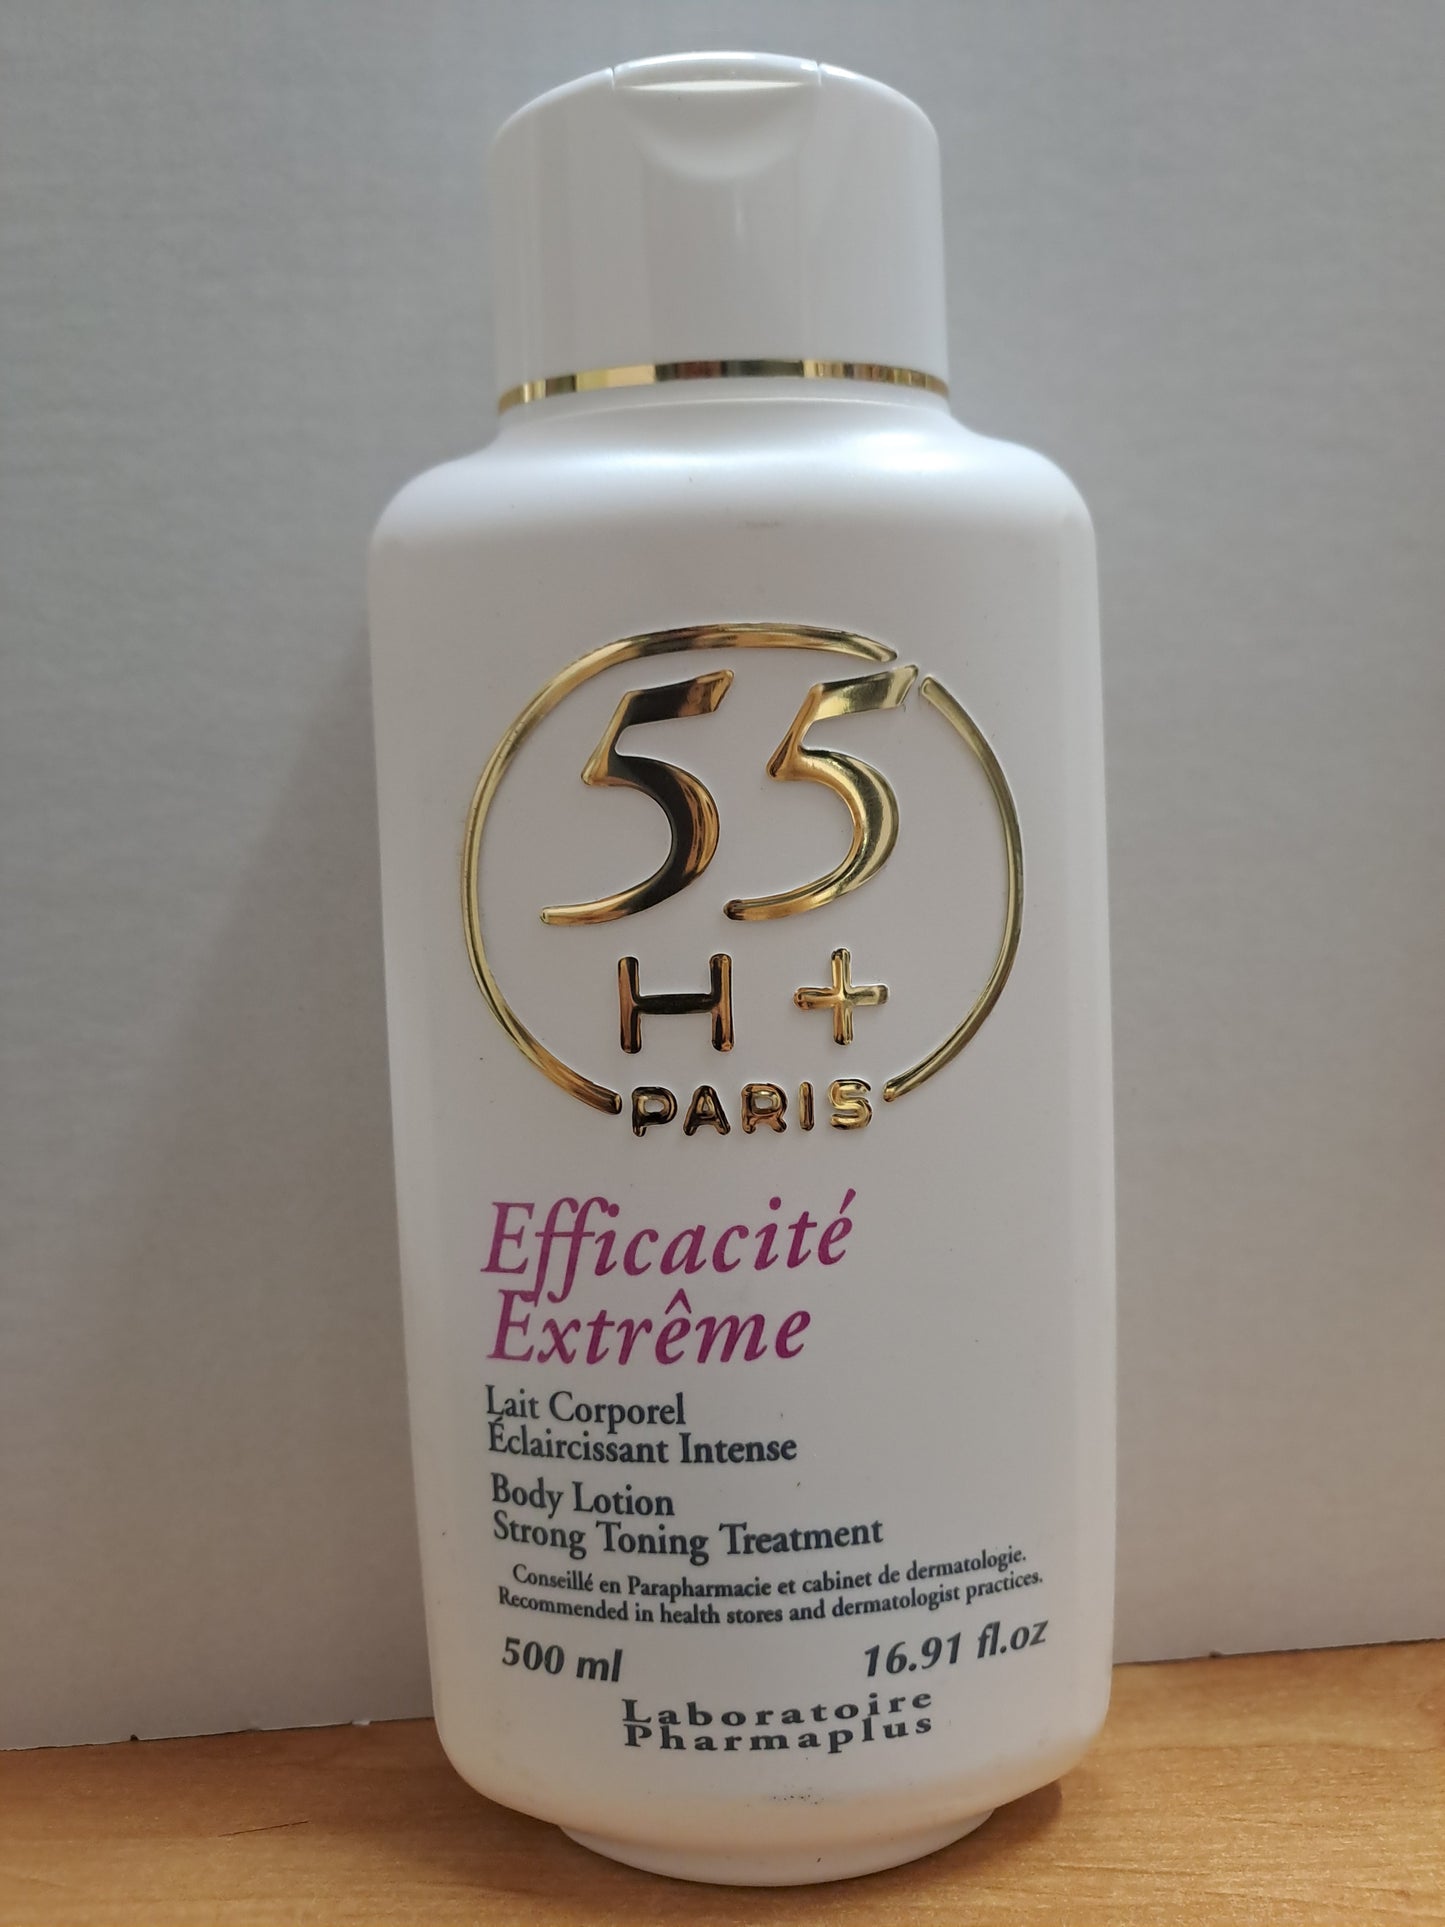 55
H+
PARIS
Efficacité
Extrême
Lait Corporel
Éclaircissant Intense
Body Lotion
Strong Toning Treatment
Conseillé en Parapharmacie et cabinet de dermatologie.
Recommended in health stores and dermatologist practices.
500 ml 16.91 fl.oz
Laboratoire
Pharmaplus